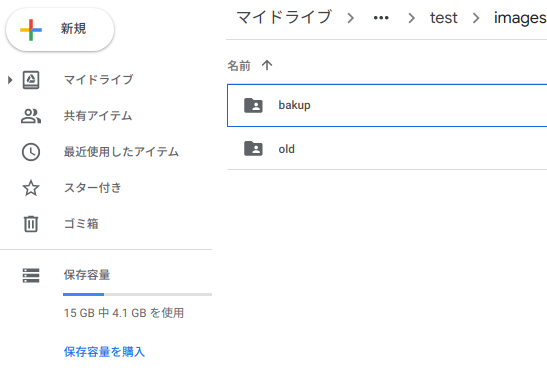 新規
マイドライブ
共有アイテム
最近使用したアイテム
スター付き
ゴミ箱
保存容量
15 GB 中 4.1 GB を使用
保存容量を購入
マイドライブ > ••• > test > images
名前 ↑
bakup
old